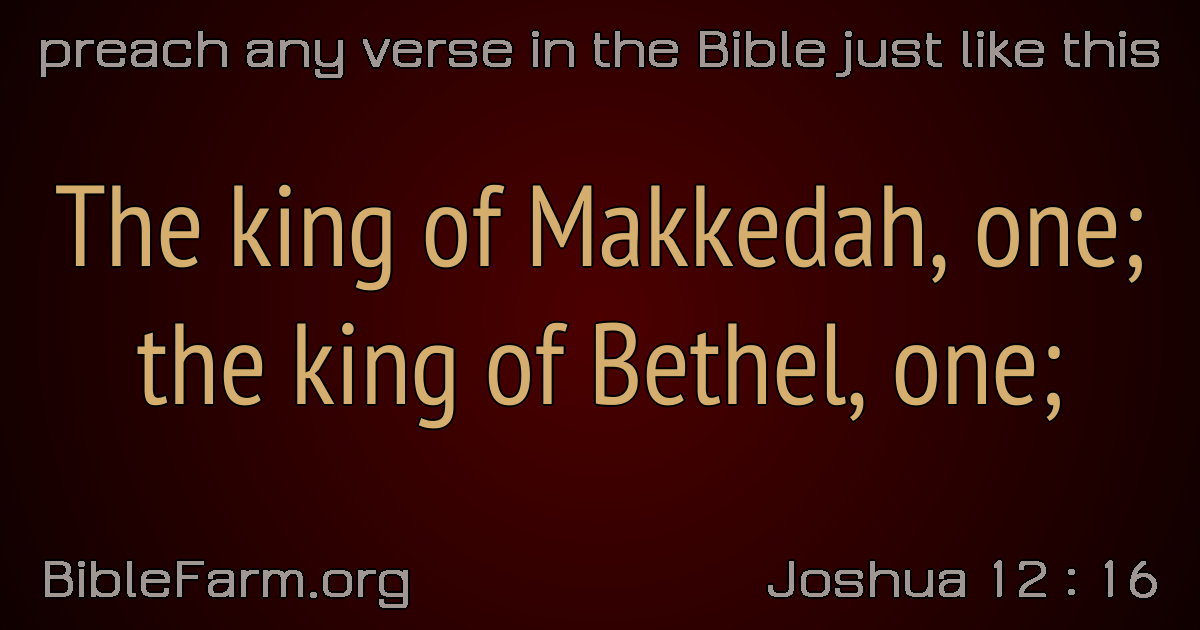 preach any verse in the Bible just like this
The king of Makkedah, one;
the king of Bethel, one;
BibleFarm.org
Joshua 12 : 16